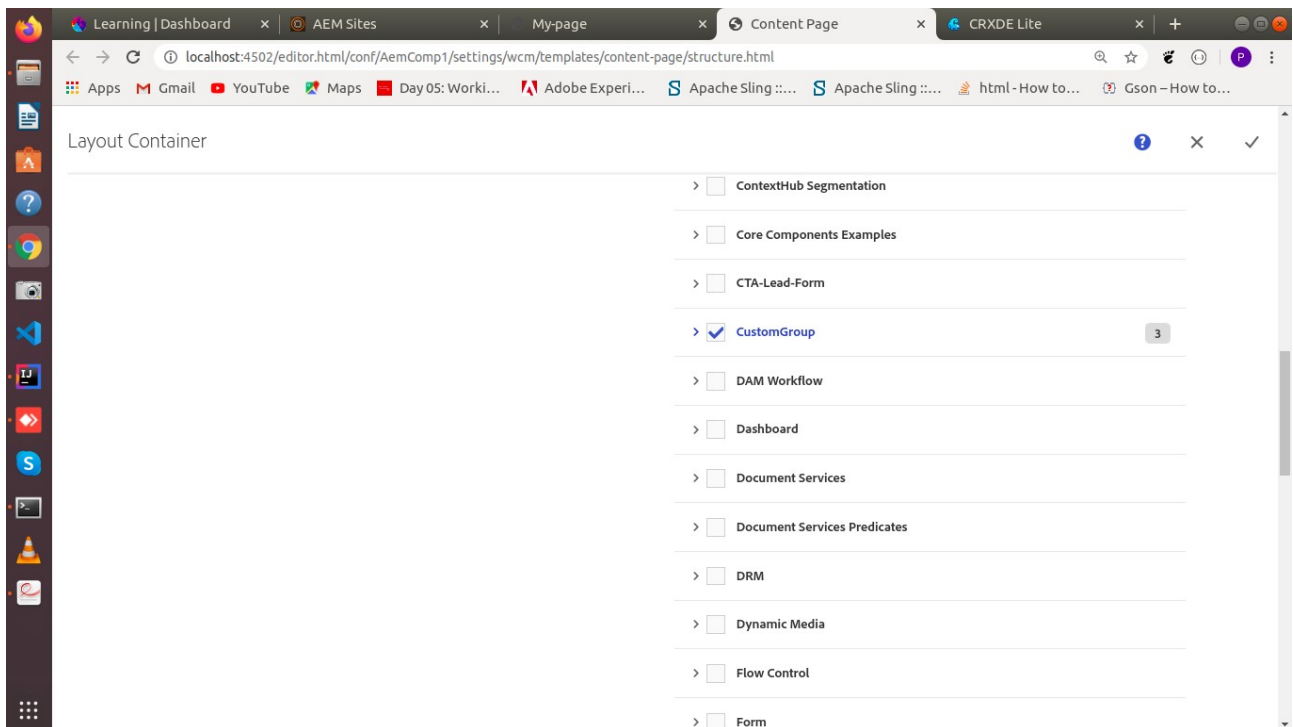 Learning | Dashboard
AEM Sites
My-page
Content Page
CRXDE Lite
localhost:4502/editor.html/conf/AemComp1/settings/wcm/templates/content-page/structure.html
P
Apps
Gmail
YouTube
Maps
Day 05: Worki...
Adobe Experi...
Apache Sling ::...
Apache Sling ::...
html - How to...
Gson – How to...
Layout Container
ContextHub Segmentation
Core Components Examples
CTA-Lead-Form
CustomGroup 3
DAM Workflow
Dashboard
Document Services
Document Services Predicates
DRM
Dynamic Media
Flow Control
Form